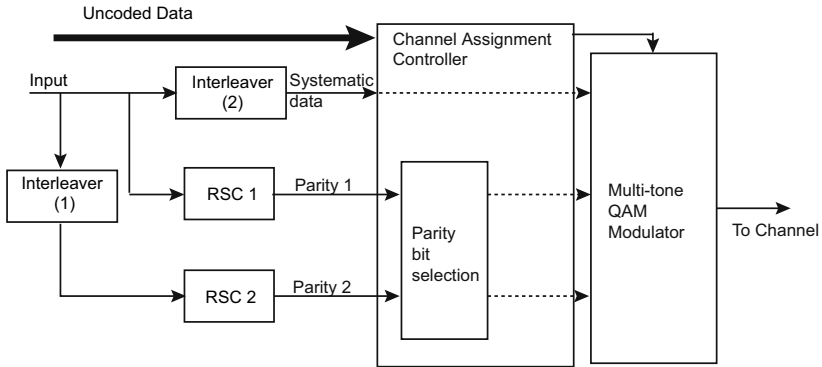 Uncoded Data
Channel Assignment
Controller
Input
Interleaver
(2)
Systematic
data
Interleaver
(1)
RSC 1
Parity 1
Parity
bit
selection
Multi-tone
QAM
Modulator
To Channel
RSC 2
Parity 2